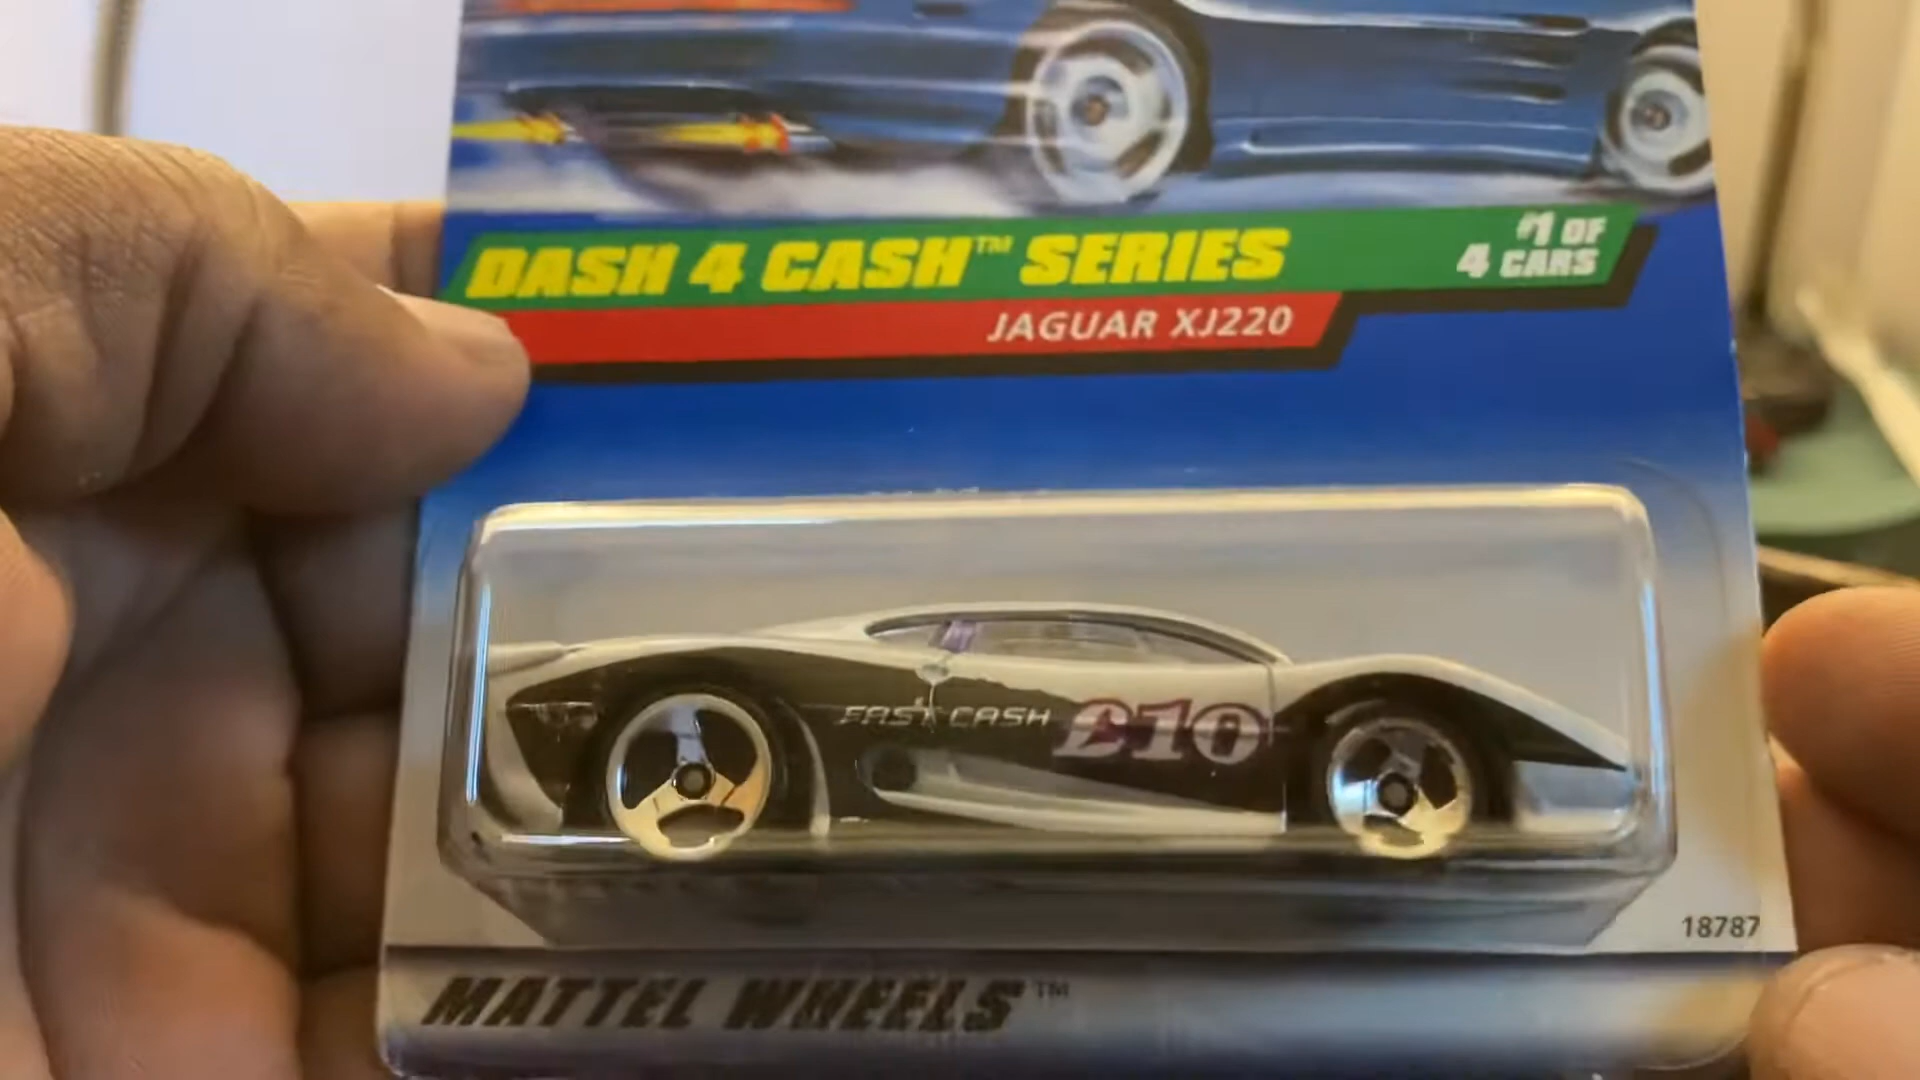 DASH 4 CASH™ SERIES
#1 OF
4 CARS
JAGUAR XJ220
FAST CASH
£10
18787
MATTEL WHEELS™